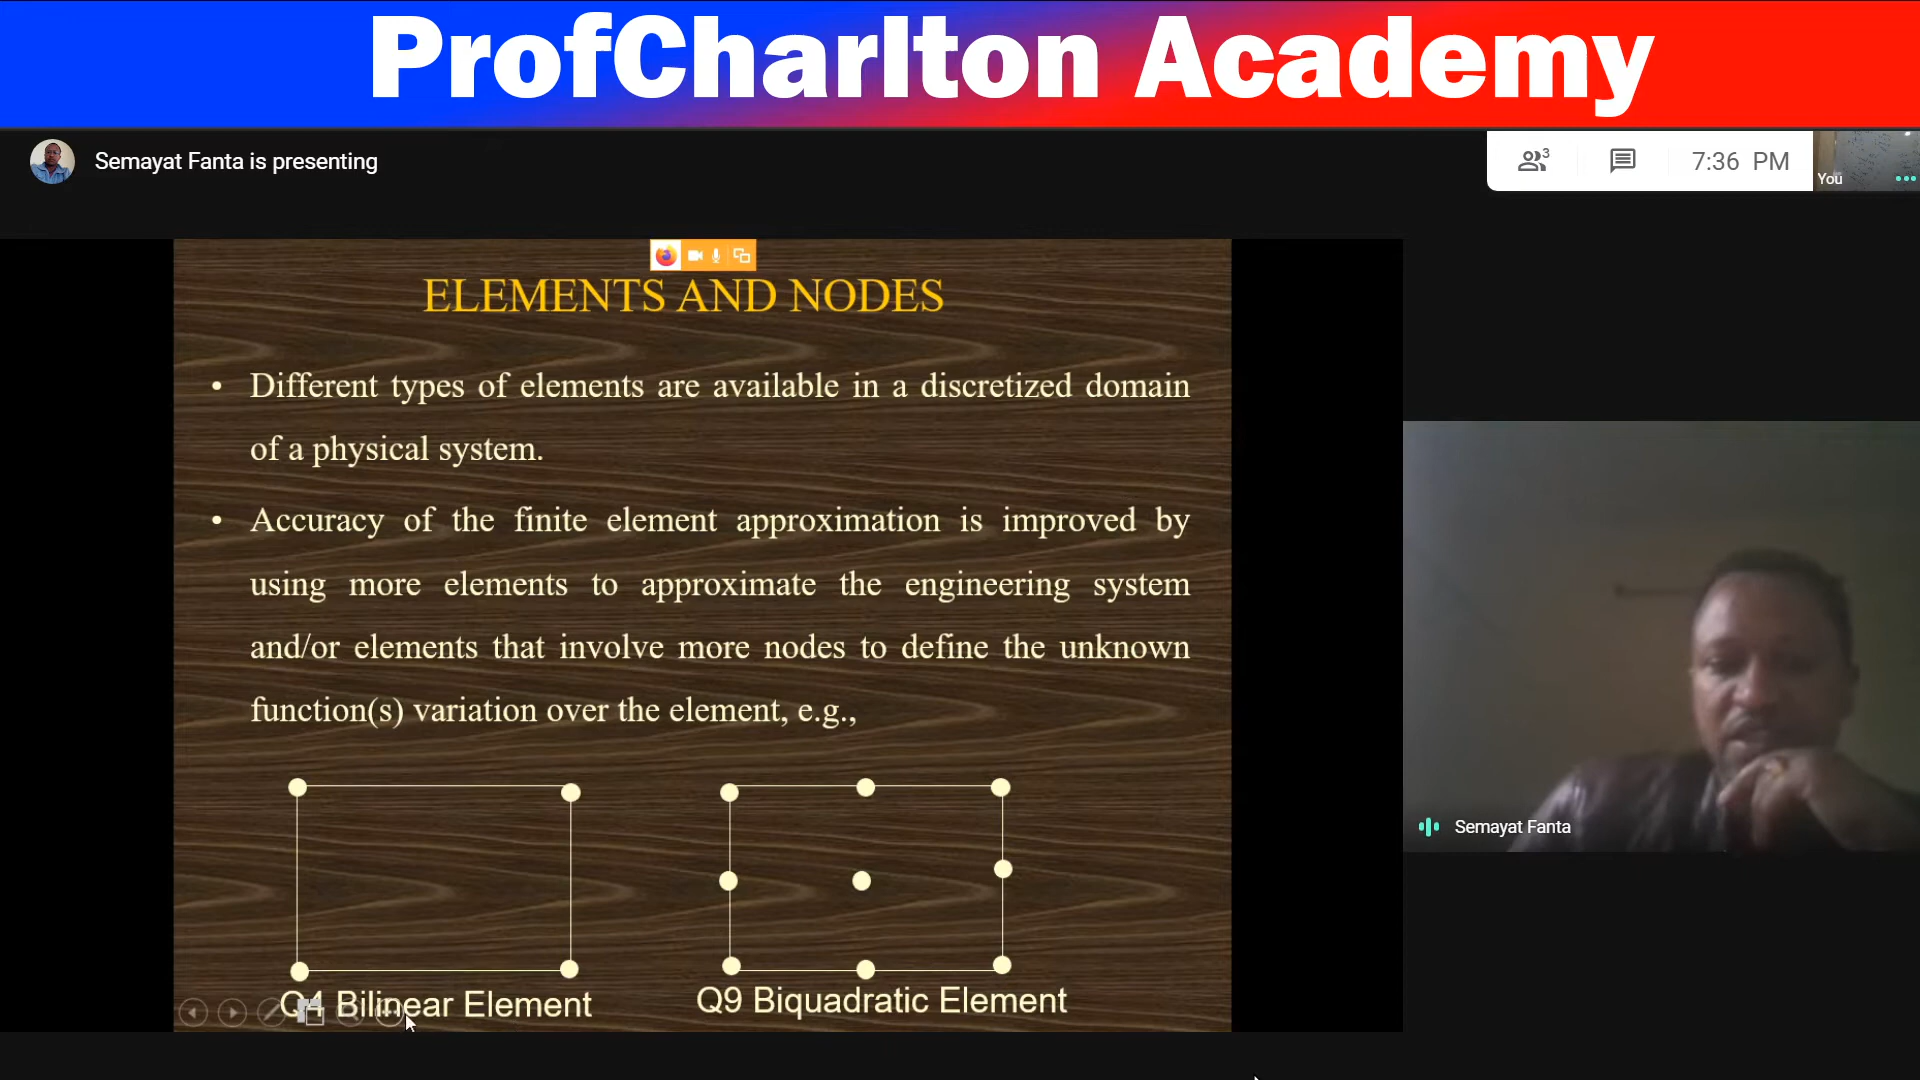 ProfCharlton Academy
Semayat Fanta is presenting
3
7:36 PM
You
ELEMENTS AND NODES
• Different types of elements are available in a discretized domain
of a physical system.
• Accuracy of the finite element approximation is improved by
using more elements to approximate the engineering system
and/or elements that involve more nodes to define the unknown
function(s) variation over the element, e.g.,
Semayat Fanta
Q4 Bilinear Element
Q9 Biquadratic Element